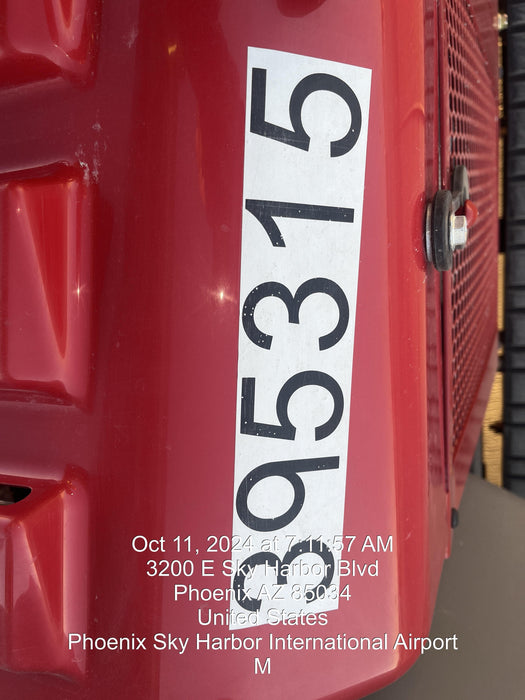 395315
Oct 11, 2024 at 7:11:57 AM
3200 E Sky Harbor Blvd
Phoenix AZ 85034
United States
Phoenix Sky Harbor International Airport
M